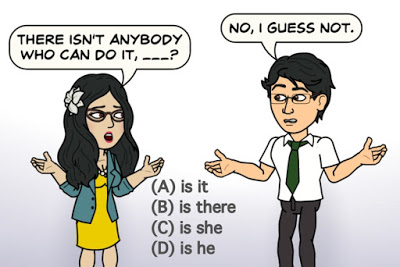 THERE ISN'T ANYBODY
WHO CAN DO IT, ___?
NO, I GUESS NOT.
(A) is it
(B) is there
(C) is she
(D) is he